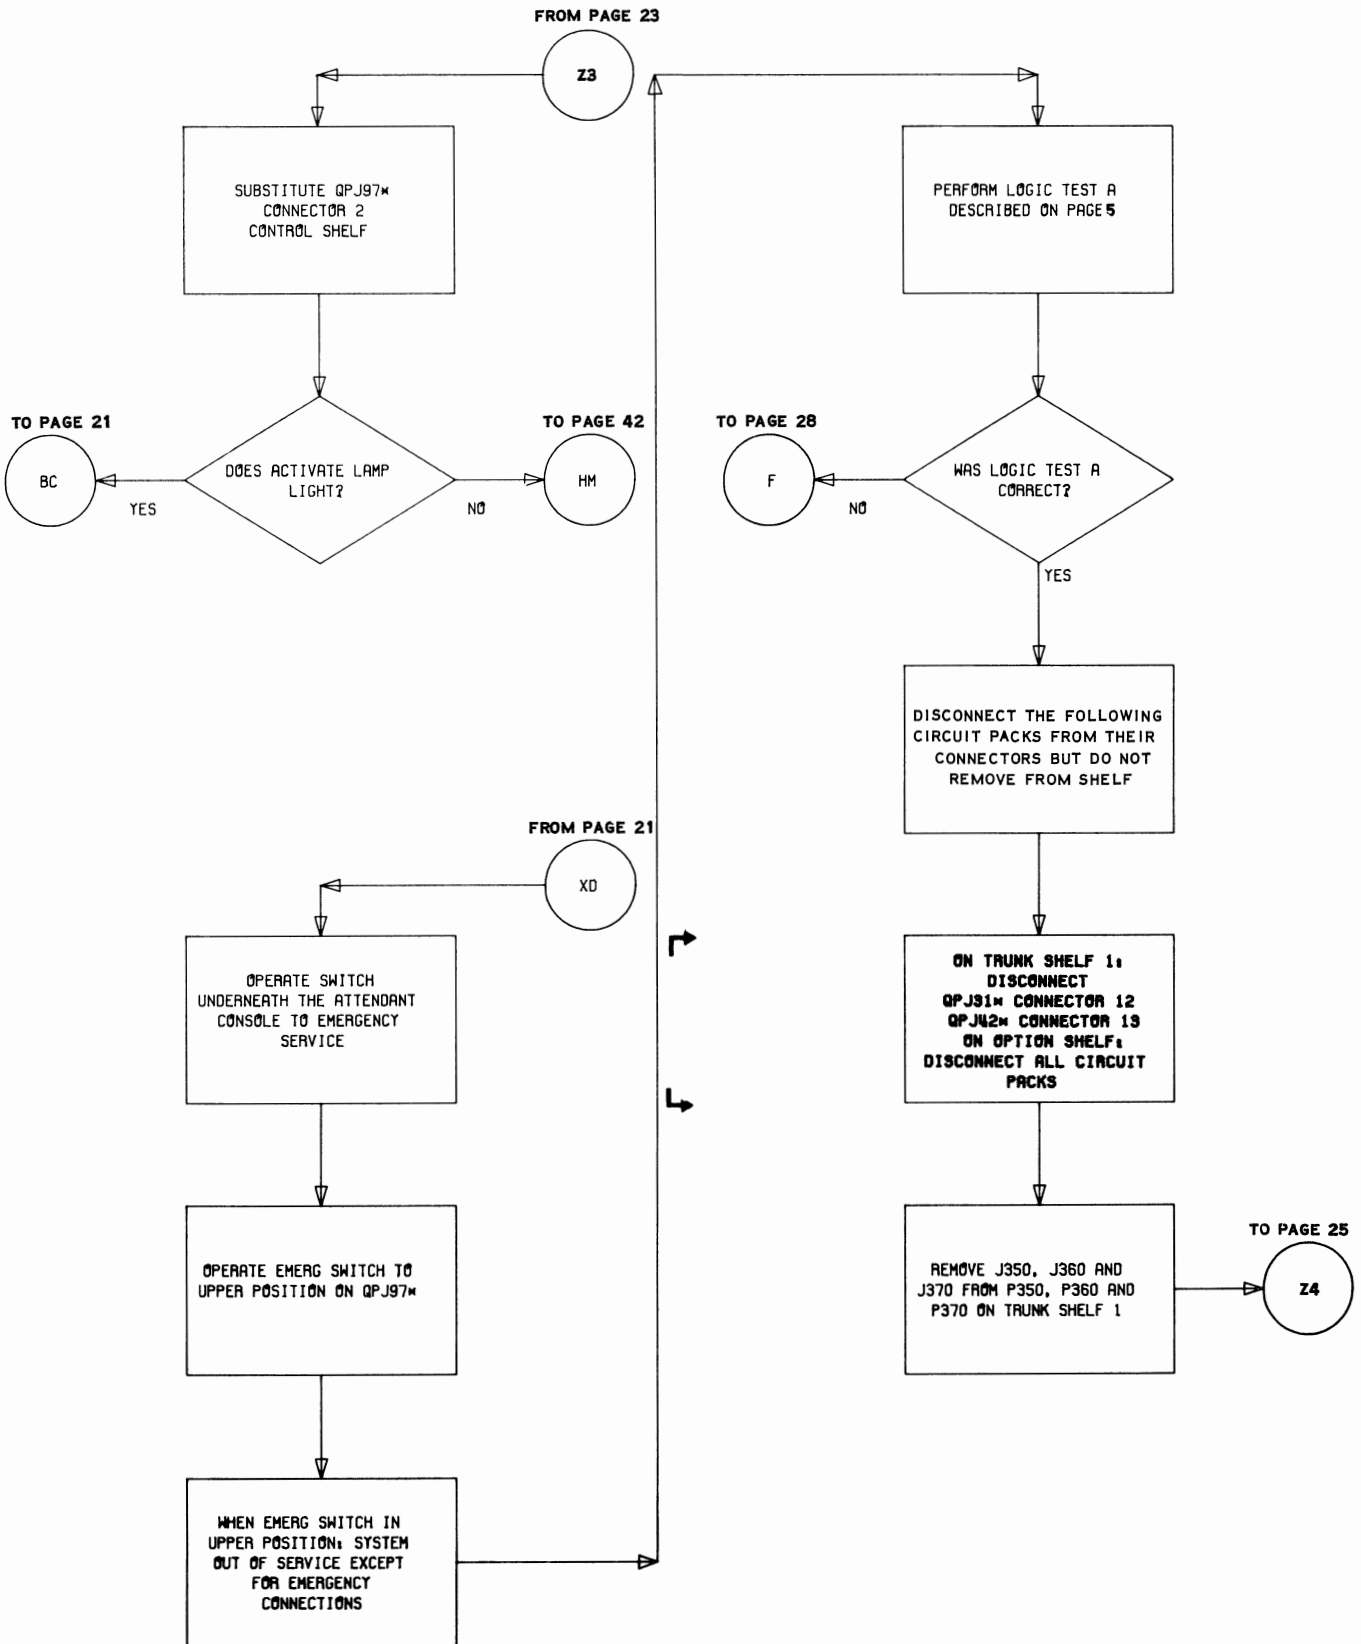 FROM PAGE 23
Z3
SUBSTITUTE QPJ97*
CONNECTOR 2
CONTROL SHELF
TO PAGE 21
BC
YES
DOES ACTIVATE LAMP
LIGHT?
NO
TO PAGE 42
HM
FROM PAGE 21
XD
OPERATE SWITCH
UNDERNEATH THE ATTENDANT
CONSOLE TO EMERGENCY
SERVICE
OPERATE EMERG SWITCH TO
UPPER POSITION ON QPJ97*
WHEN EMERG SWITCH IN
UPPER POSITION: SYSTEM
OUT OF SERVICE EXCEPT
FOR EMERGENCY
CONNECTIONS
PERFORM LOGIC TEST A
DESCRIBED ON PAGE 5
TO PAGE 28
F
NO
WAS LOGIC TEST A
CORRECT?
YES
DISCONNECT THE FOLLOWING
CIRCUIT PACKS FROM THEIR
CONNECTORS BUT DO NOT
REMOVE FROM SHELF
ON TRUNK SHELF 1:
DISCONNECT
QPJ31* CONNECTOR 12
QPJ42* CONNECTOR 13
ON OPTION SHELF:
DISCONNECT ALL CIRCUIT
PACKS
REMOVE J350, J360 AND
J370 FROM P350, P360 AND
P370 ON TRUNK SHELF 1
TO PAGE 25
Z4